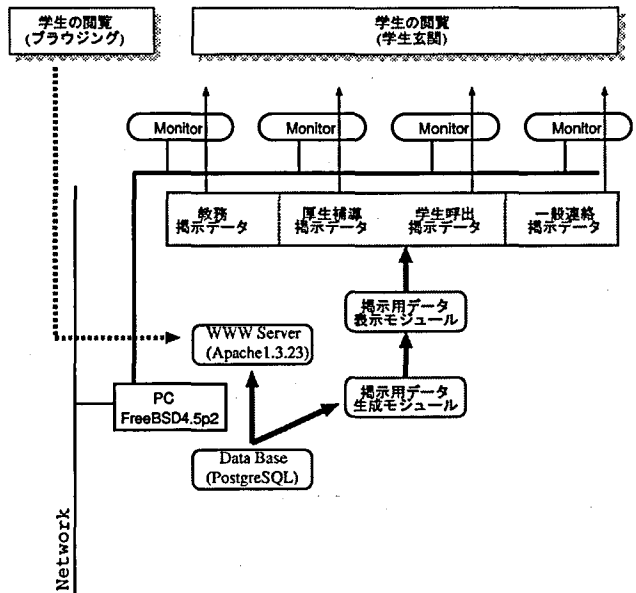 学生の閲覧
(ブラウジング)
学生の閲覧
(学生玄関)
Monitor
Monitor
Monitor
Monitor
教務
掲示データ
厚生補導
掲示データ
学生呼出
掲示データ
一般連絡
掲示データ
掲示用データ
表示モジュール
WWW Server
(Apache1.3.23)
PC
FreeBSD4.5p2
掲示用データ
生成モジュール
Data Base
(PostgreSQL)
Network